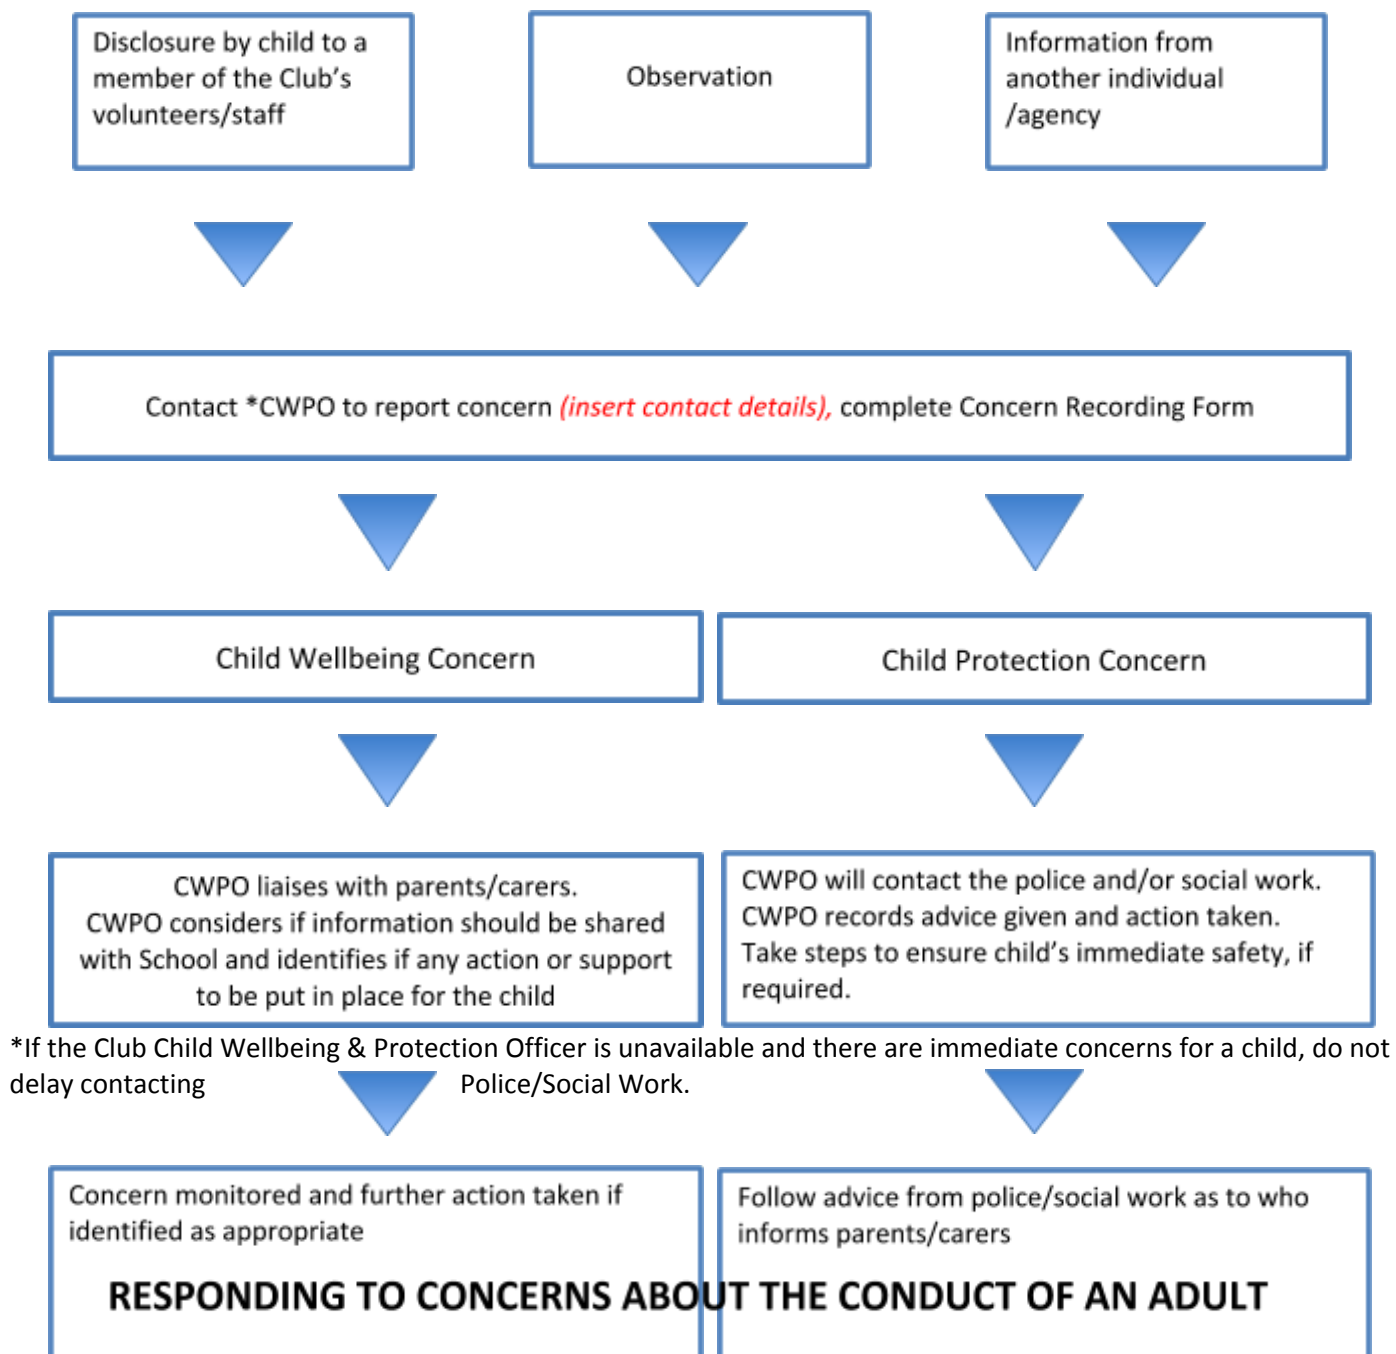 Disclosure by child to a
member of the Club’s
volunteers/staff
Observation
Information from
another individual
/agency
Contact *CWPO to report concern (insert contact details), complete Concern Recording Form
Child Wellbeing Concern
Child Protection Concern
CWPO liaises with parents/carers.
CWPO considers if information should be shared
with School and identifies if any action or support
to be put in place for the child
CWPO will contact the police and/or social work.
CWPO records advice given and action taken.
Take steps to ensure child’s immediate safety, if
required.
*If the Club Child Wellbeing & Protection Officer is unavailable and there are immediate concerns for a child, do not
delay contacting Police/Social Work.
Concern monitored and further action taken if
identified as appropriate
Follow advice from police/social work as to who
informs parents/carers
RESPONDING TO CONCERNS ABOUT THE CONDUCT OF AN ADULT